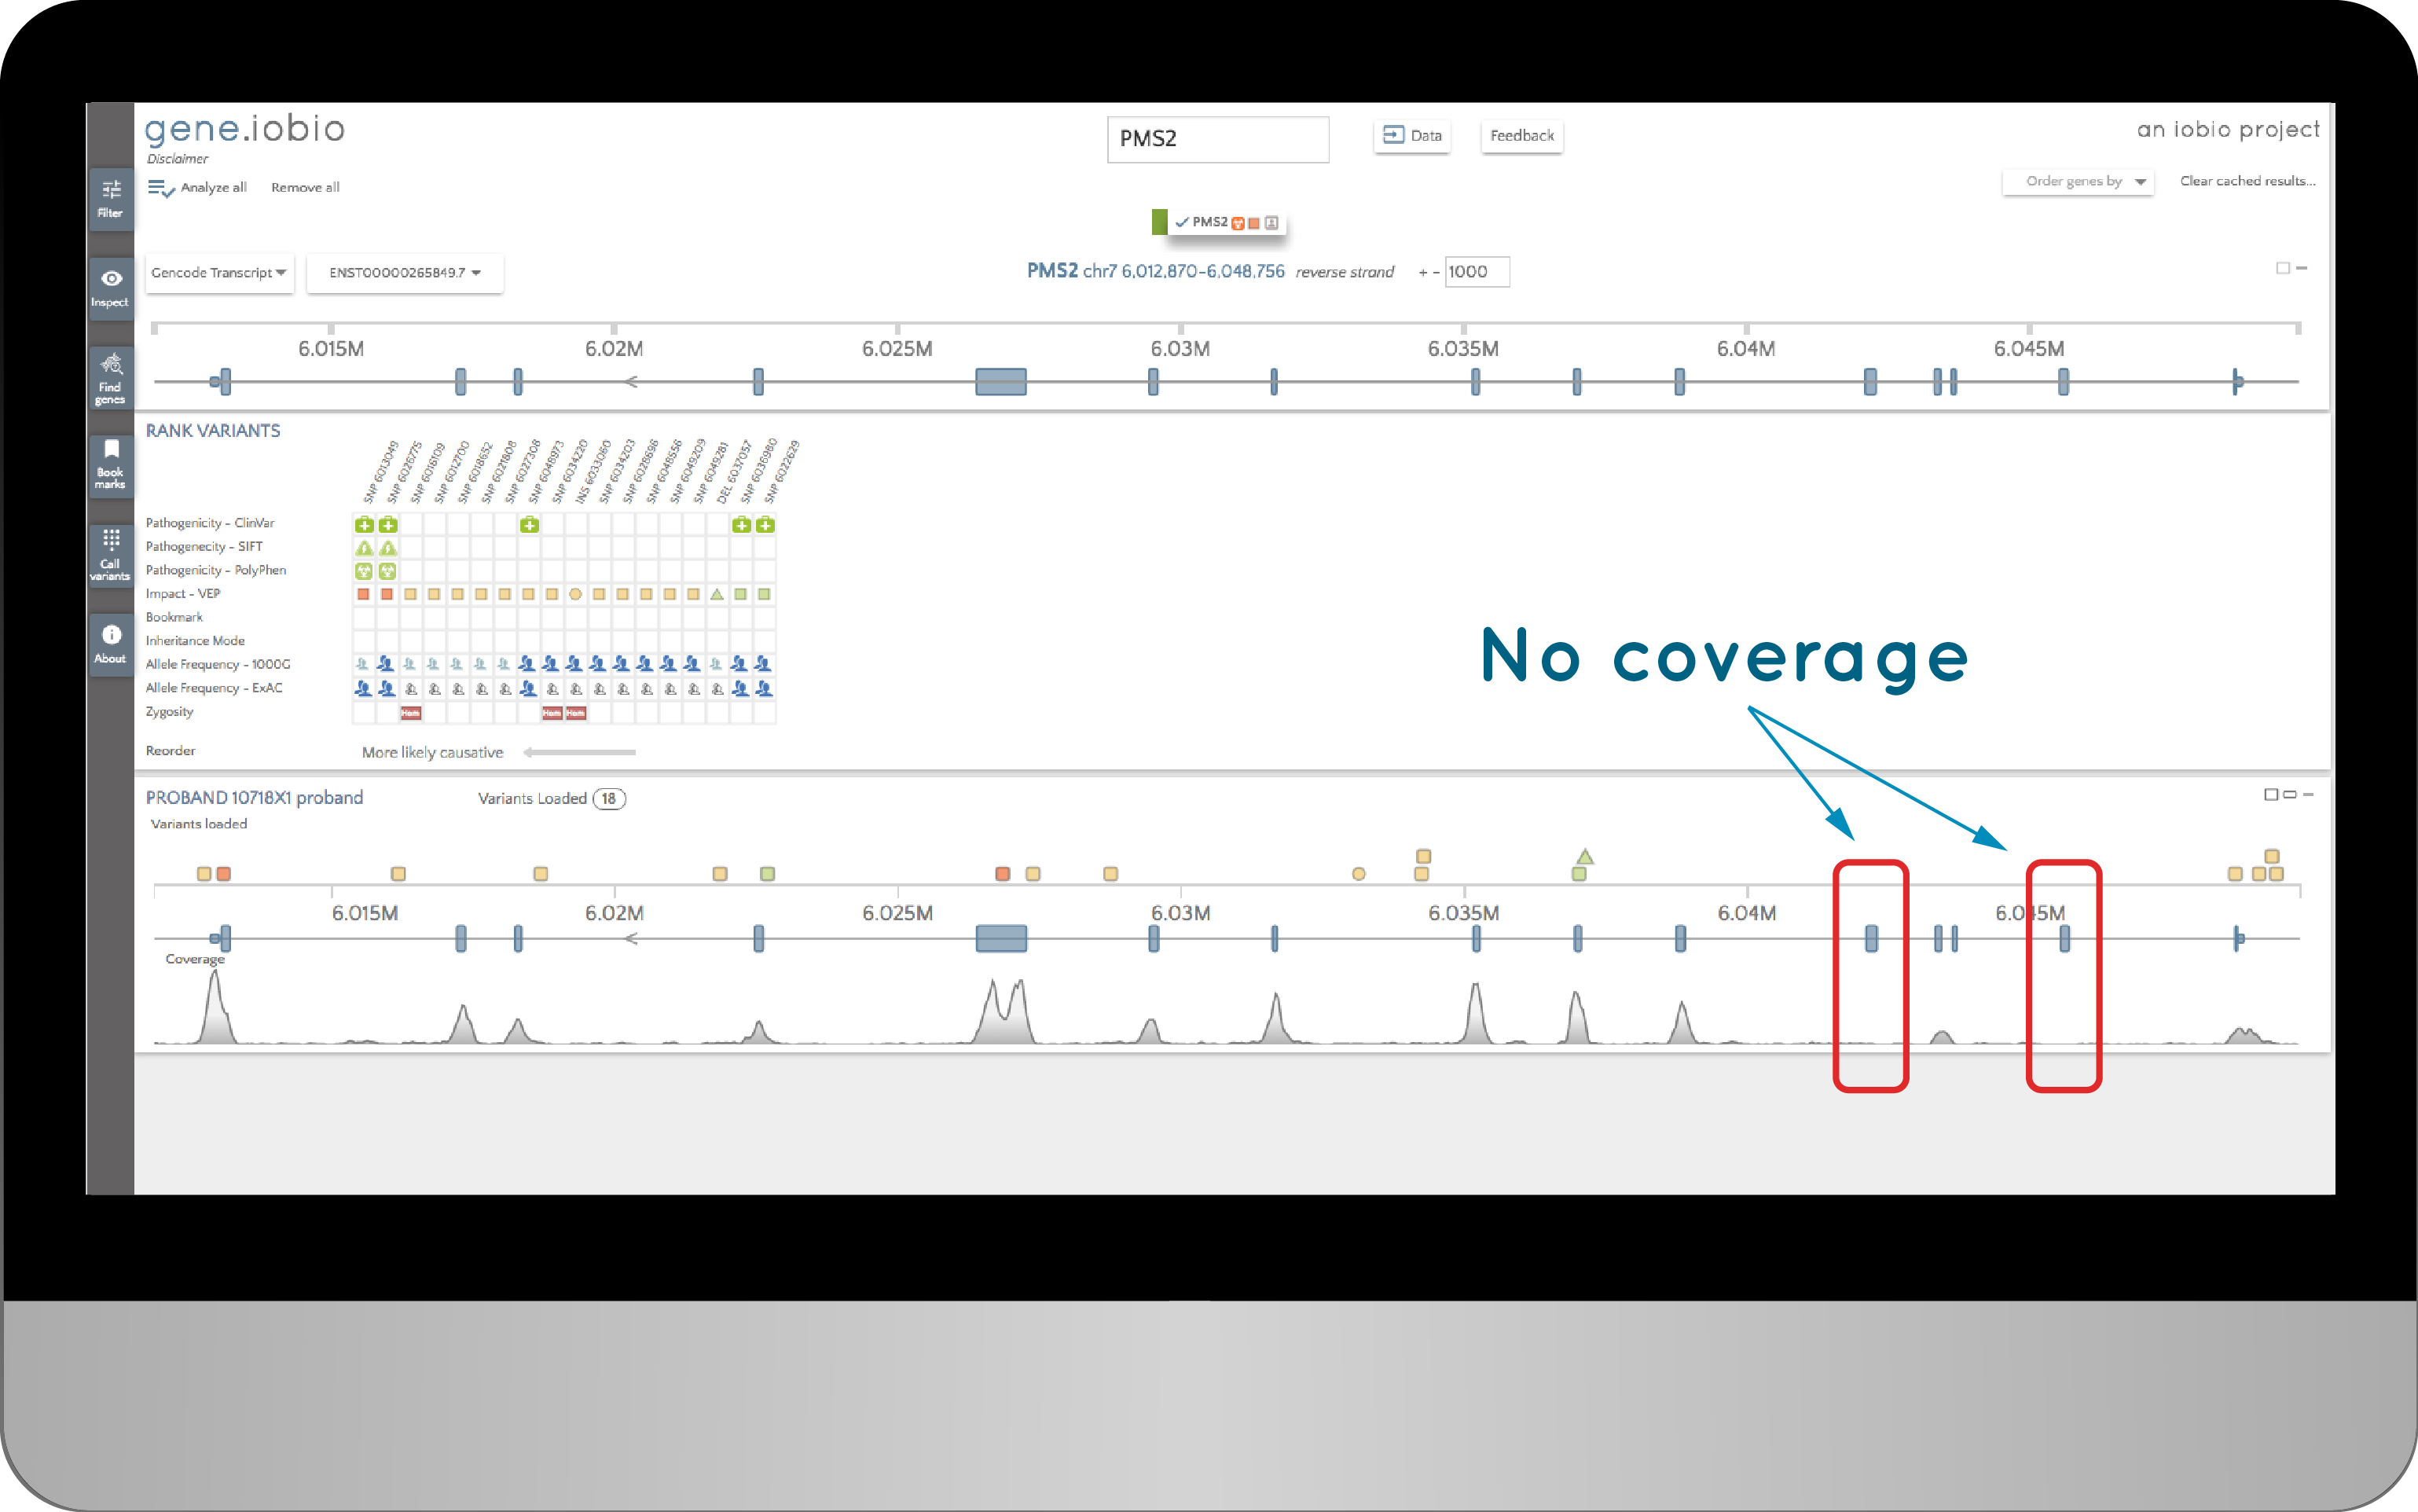 gene.iobio
Disclaimer
PMS2
Data
Feedback
an iobio project
Analyze all
Remove all
Order genes by
Clear cached results...
Filter
PMS2
Inspect
Gencode Transcript
ENST00000265849.7
PMS2 chr7 6,012,870-6,048,756 reverse strand + - 1000
6.015M 6.02M 6.025M 6.03M 6.035M 6.04M 6.045M
Find
genes
RANK VARIANTS
SNP 6013049
SNP 6026775
SNP 6016109
SNP 6012700
SNP 6018652
SNP 6021808
SNP 6027308
SNP 6048973
SNP 6034220
INS 6033060
SNP 6034203
SNP 6028696
SNP 6048556
SNP 6049209
SNP 6049281
DEL 6037057
SNP 6036980
SNP 6022629
Book
marks
Call
variants
About
Pathogenicity - ClinVar
Pathogenecity - SIFT
Pathogenicity - PolyPhen
Impact - VEP
Bookmark
Inheritance Mode
Allele Frequency - 1000G
Allele Frequency - ExAC
Zygosity
Hom Hom Hom
Reorder
More likely causative
No coverage
PROBAND 10718X1 proband
Variants Loaded 18
Variants loaded
6.015M 6.02M 6.025M 6.03M 6.035M 6.04M 6.045M
Coverage